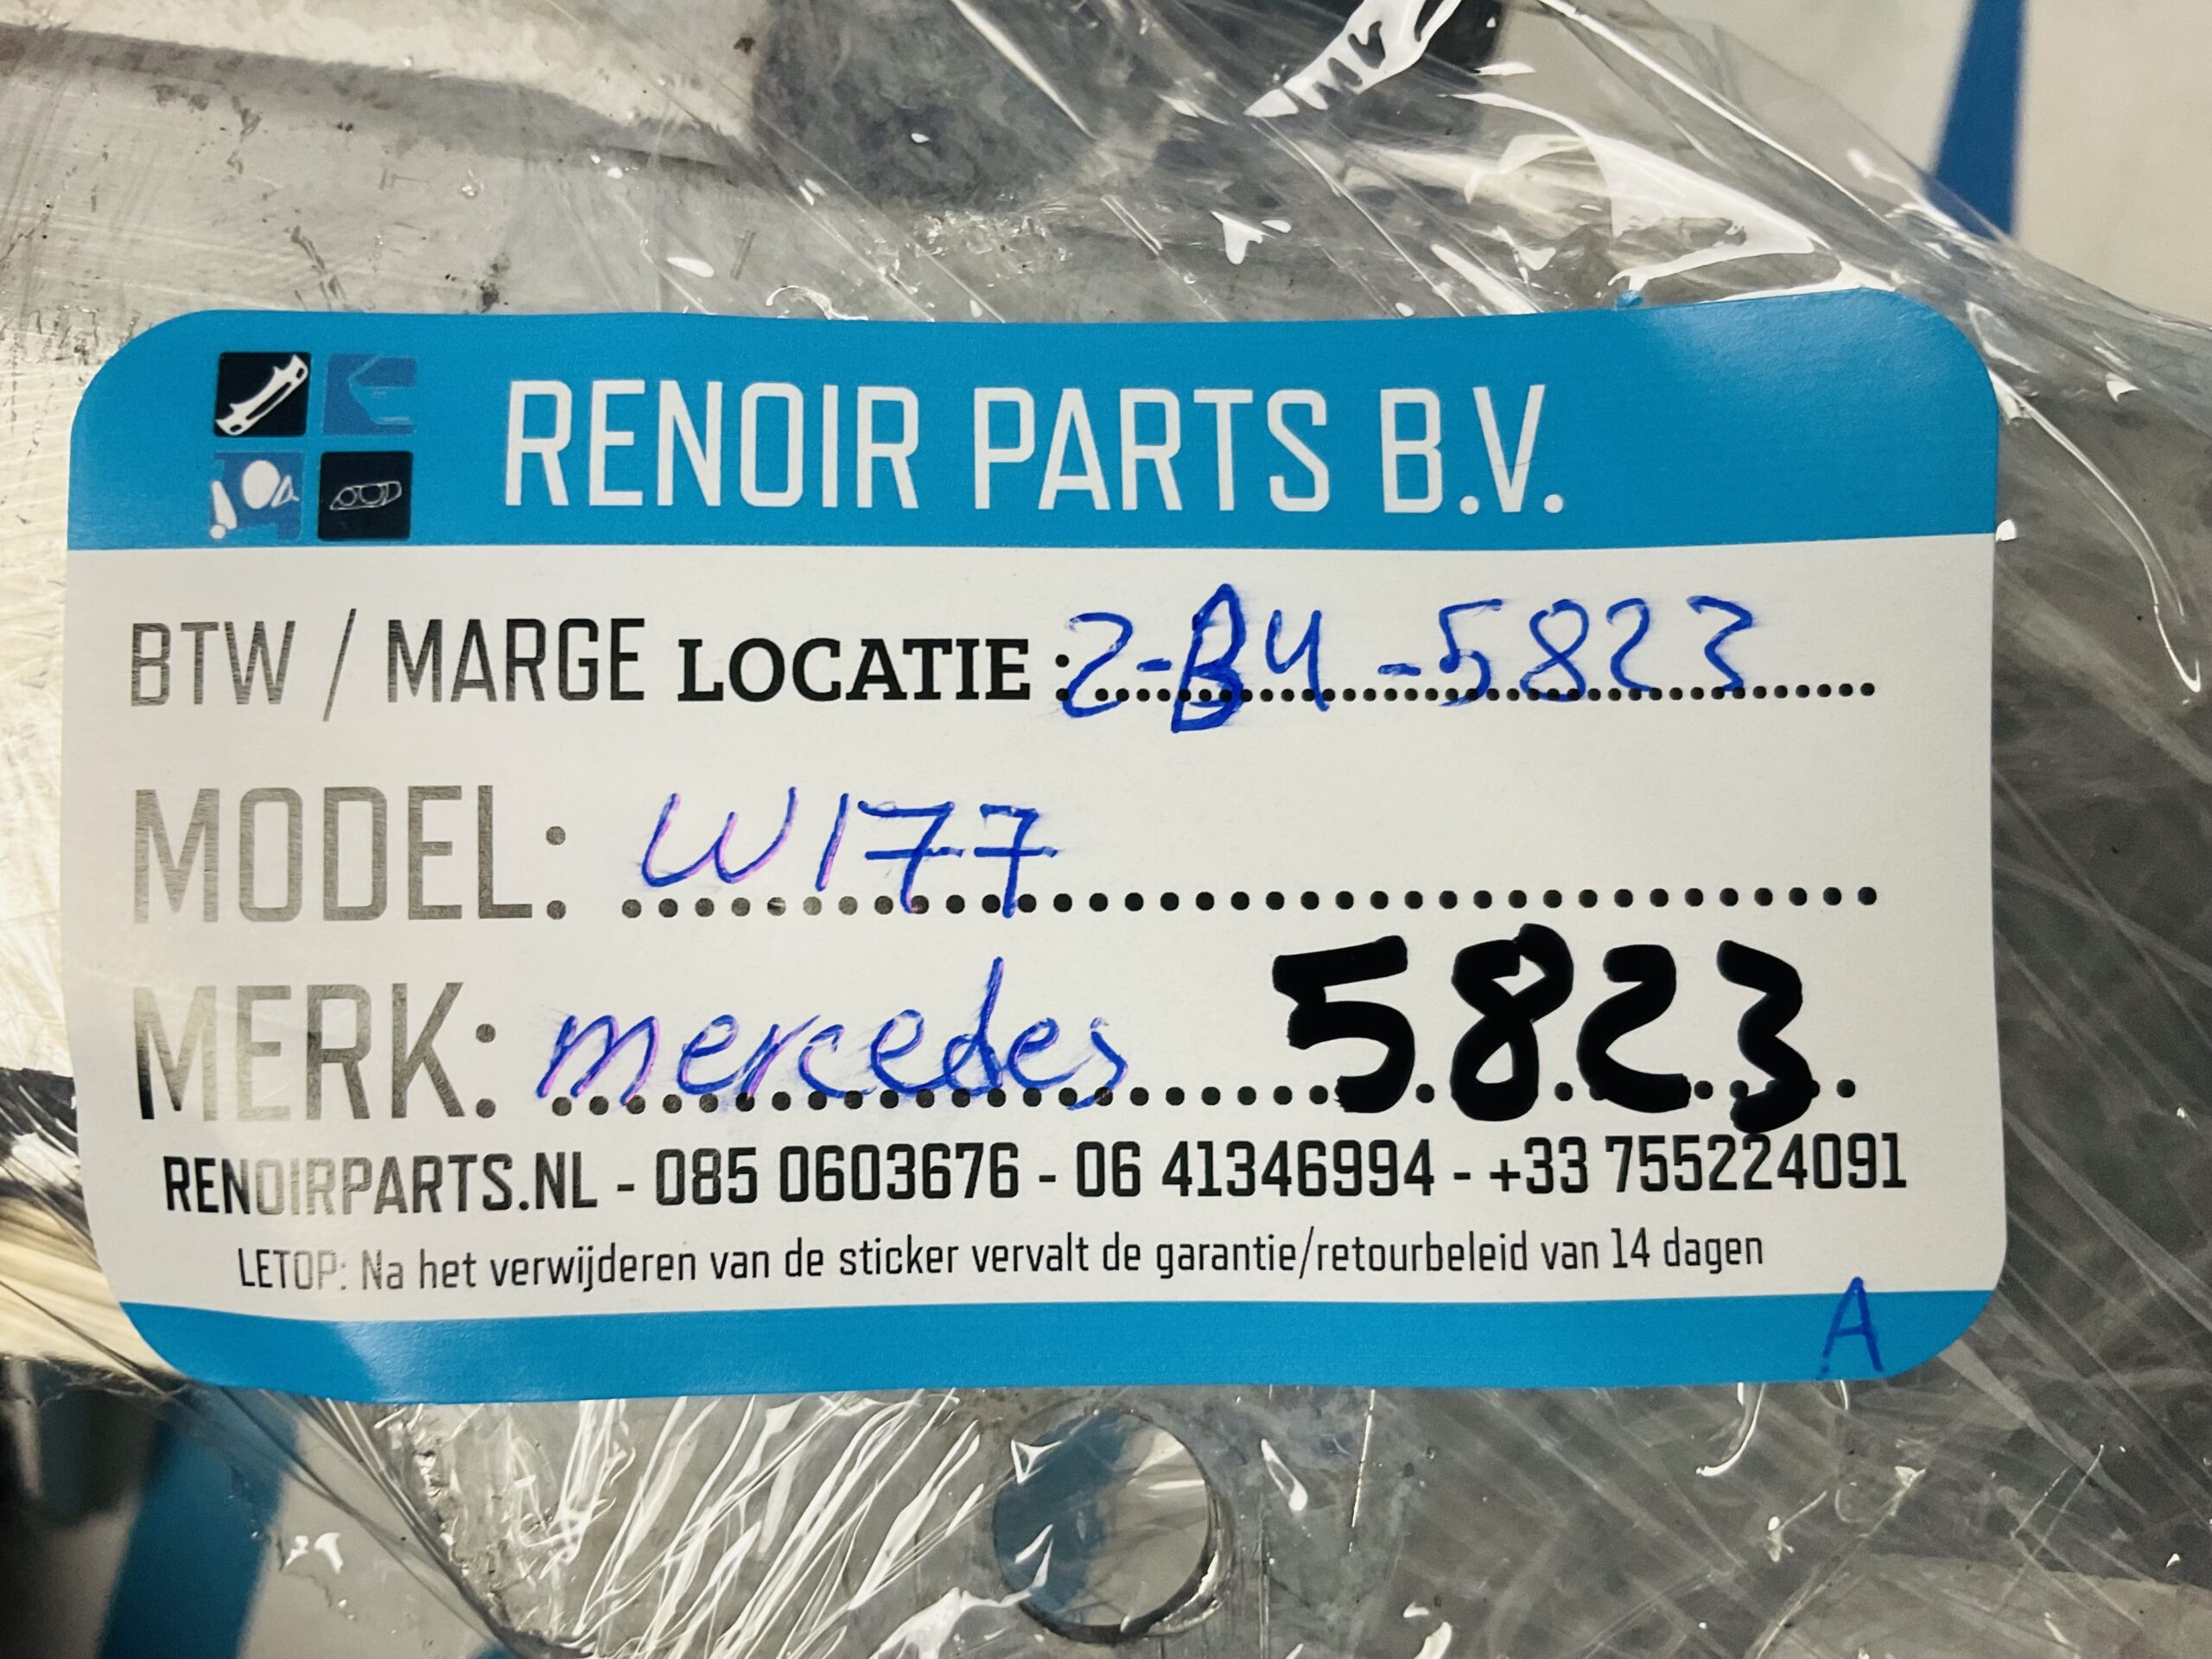 RENOIR PARTS B.V.
BTW / MARGE LOCATIE : 2-B4-5823
MODEL: W177
MERK: mercedes 5823
RENOIRPARTS.NL - 085 0603676 - 06 41346994 - +33 755224091
LETOP: Na het verwijderen van de sticker vervalt de garantie/retourbeleid van 14 dagen
A